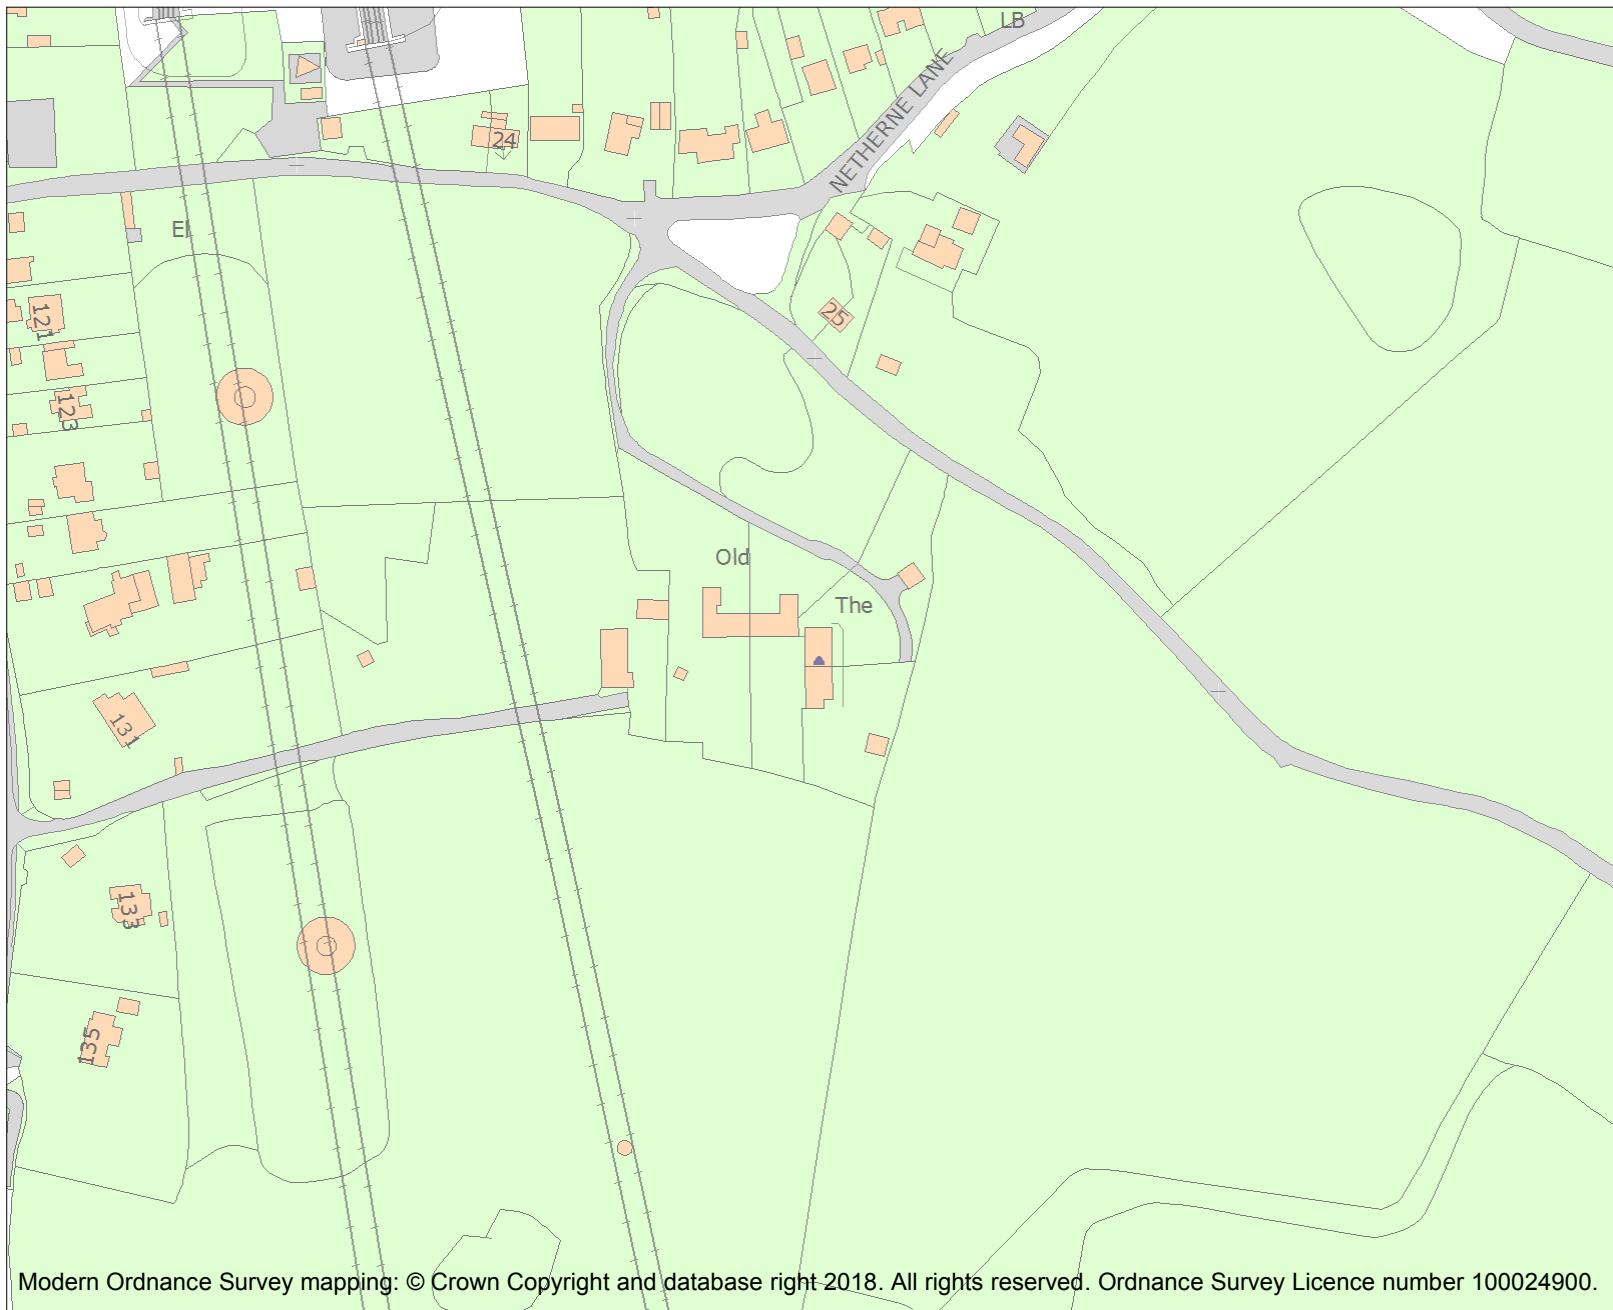 LB
NETHERNE LANE
24
El
121
25
123
Old
The
131
133
135
Modern Ordnance Survey mapping: © Crown Copyright and database right 2018. All rights reserved. Ordnance Survey Licence number 100024900.